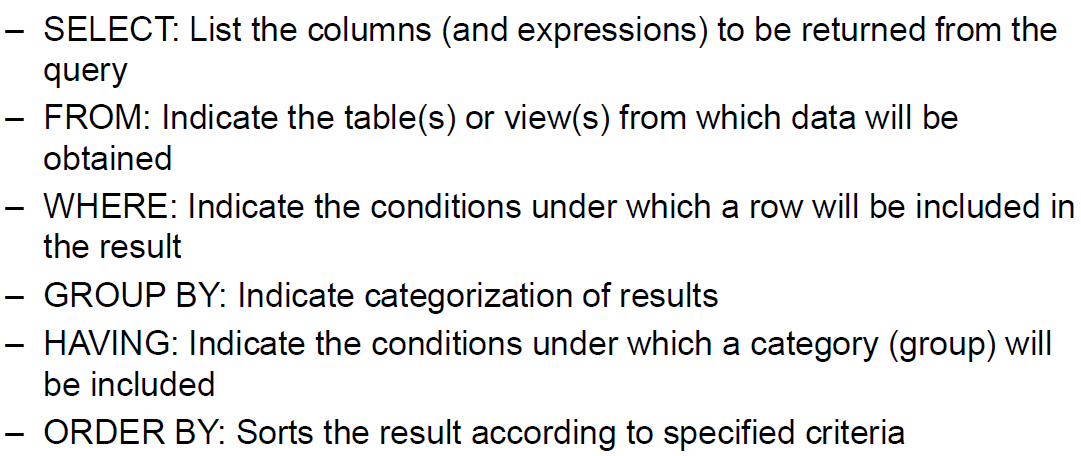 – SELECT: List the columns (and expressions) to be returned from the
query
– FROM: Indicate the table(s) or view(s) from which data will be
obtained
– WHERE: Indicate the conditions under which a row will be included in
the result
– GROUP BY: Indicate categorization of results
– HAVING: Indicate the conditions under which a category (group) will
be included
– ORDER BY: Sorts the result according to specified criteria